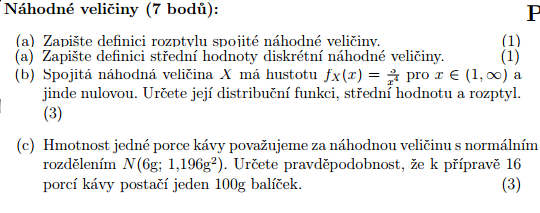 Náhodné veličiny (7 bodů):
P
(a) Zapište definici rozptylu spojité náhodné veličiny. (1)
(a) Zapište definici střední hodnoty diskrétní náhodné veličiny. (1)
(b) Spojitá náhodná veličina X má hustotu f_X(x) = 3/x^4 pro x ∈ (1, ∞) a
jinde nulovou. Určete její distribuční funkci, střední hodnotu a rozptyl.
(3)
(c) Hmotnost jedné porce kávy považujeme za náhodnou veličinu s normálním
rozdělením N(6g; 1,196g²). Určete pravděpodobnost, že k přípravě 16
porcí kávy postačí jeden 100g balíček. (3)